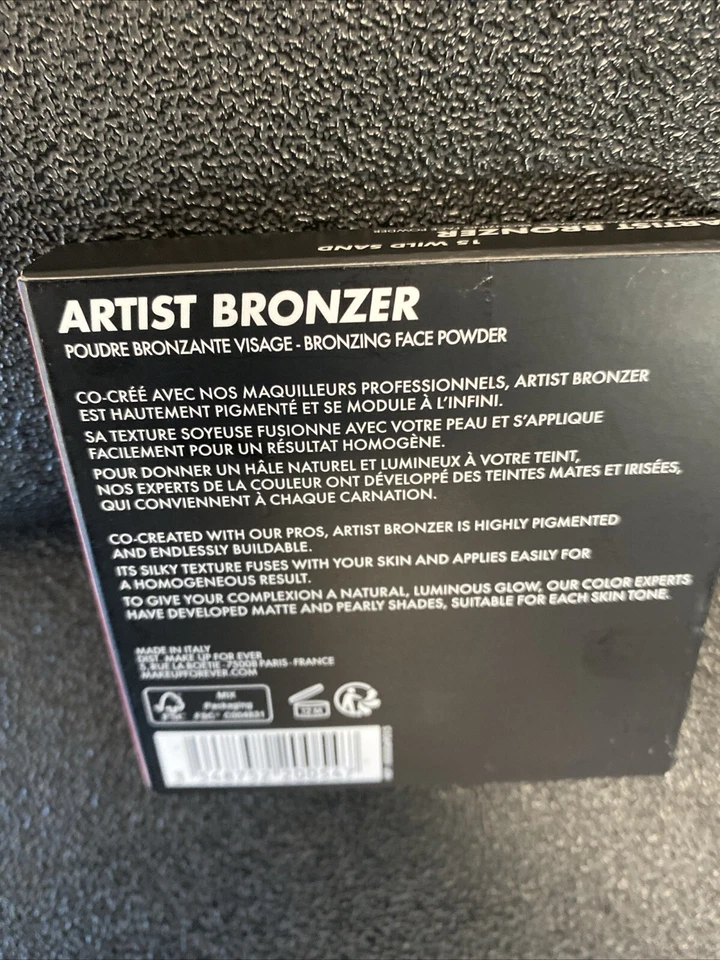 15 WILD SAND
ARTIST BRONZER
ARTIST BRONZER
POUDRE BRONZANTE VISAGE - BRONZING FACE POWDER
CO-CRÉÉ AVEC NOS MAQUILLEURS PROFESSIONNELS, ARTIST BRONZER
EST HAUTEMENT PIGMENTÉ ET SE MODULE À L'INFINI.
SA TEXTURE SOYEUSE FUSIONNE AVEC VOTRE PEAU ET S'APPLIQUE
FACILEMENT POUR UN RÉSULTAT HOMOGÈNE.
POUR DONNER UN HÂLE NATUREL ET LUMINEUX À VOTRE TEINT,
NOS EXPERTS DE LA COULEUR ONT DÉVELOPPÉ DES TEINTES MATES ET IRISÉES,
QUI CONVIENNENT À CHAQUE CARNATION.
CO-CREATED WITH OUR PROS, ARTIST BRONZER IS HIGHLY PIGMENTED
AND ENDLESSLY BUILDABLE.
ITS SILKY TEXTURE FUSES WITH YOUR SKIN AND APPLIES EASILY FOR
A HOMOGENEOUS RESULT.
TO GIVE YOUR COMPLEXION A NATURAL, LUMINOUS GLOW, OUR COLOR EXPERTS
HAVE DEVELOPED MATTE AND PEARLY SHADES, SUITABLE FOR EACH SKIN TONE.
MADE IN ITALY
DIST. MAKE UP FOR EVER
5, RUE LA BOÉTIE - 75008 PARIS - FRANCE
MAKEUPFOREVER.COM
MIX
Packaging
FSC
FSC®
12 M